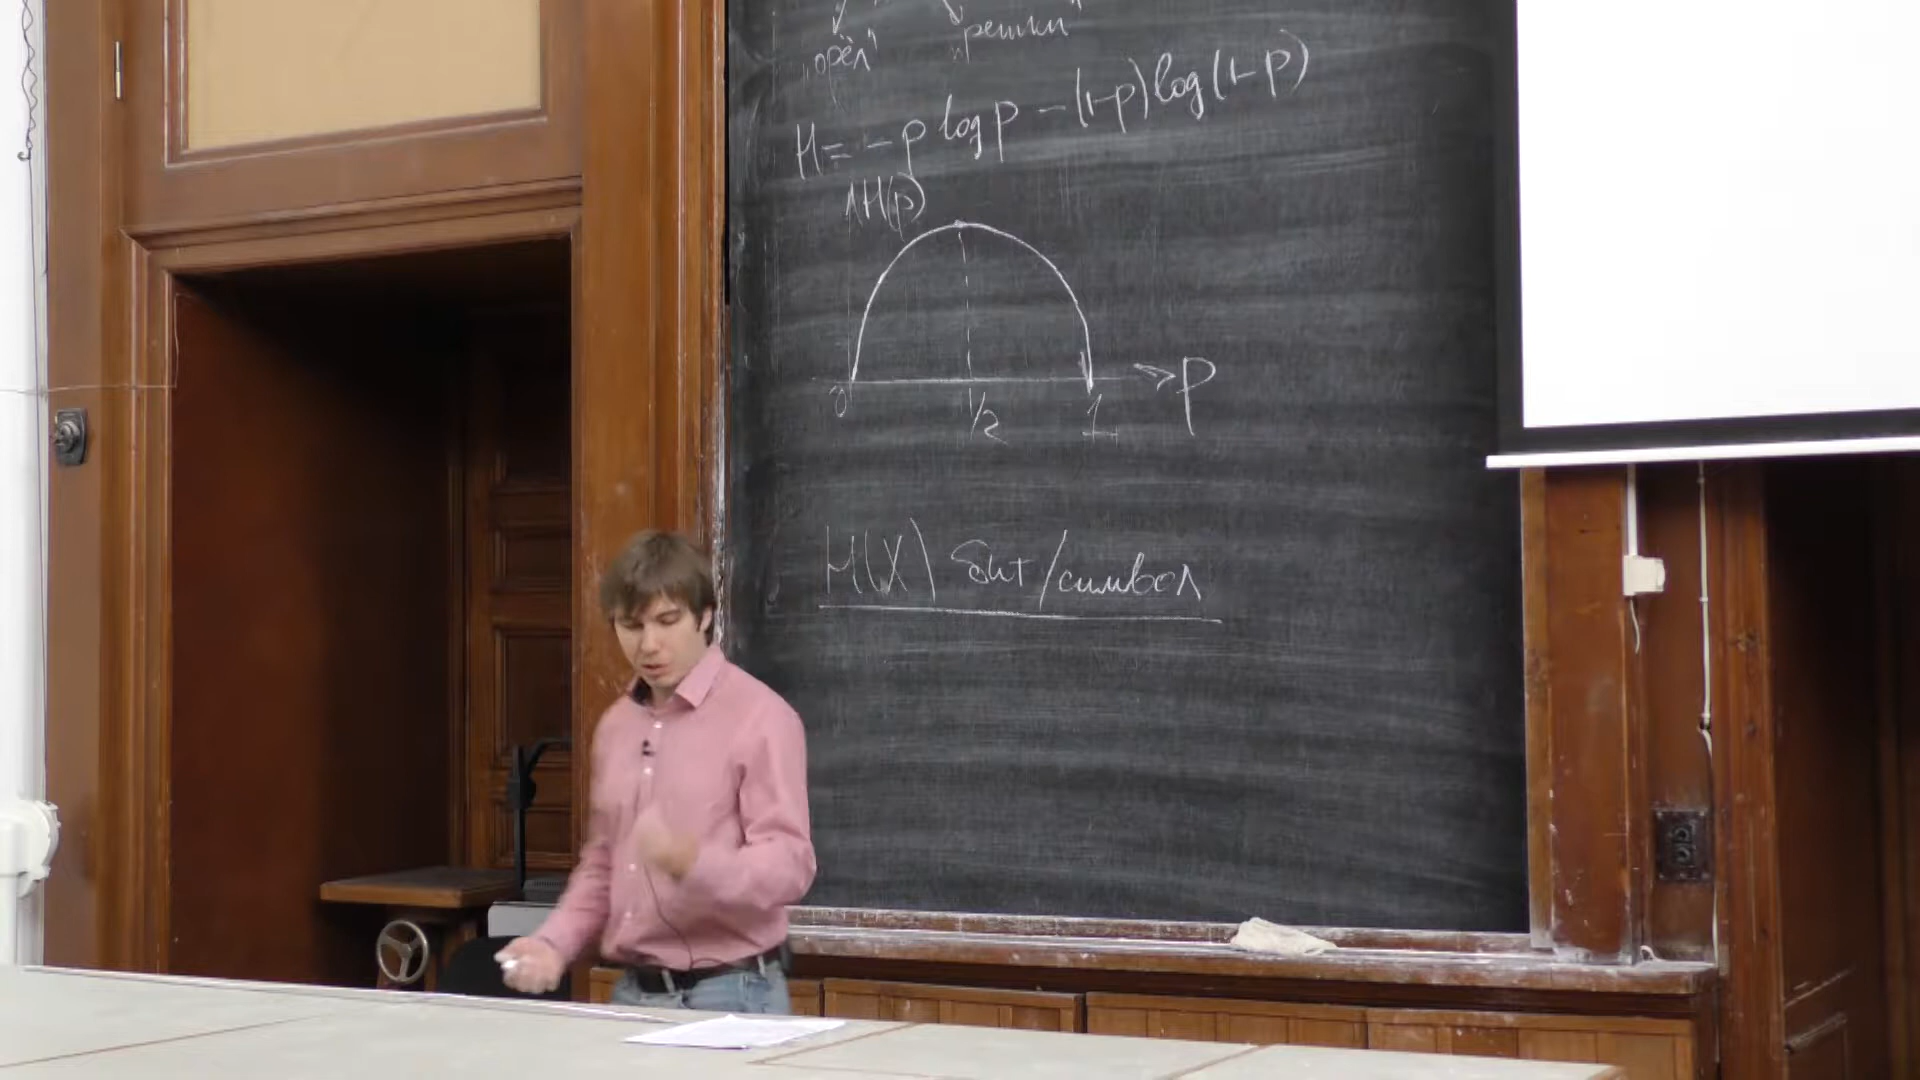 „орёл" „решки"
H = - p log p - (1-p) log (1-p)
H(p)
0 1/2 1 p
H(X) бит/символ